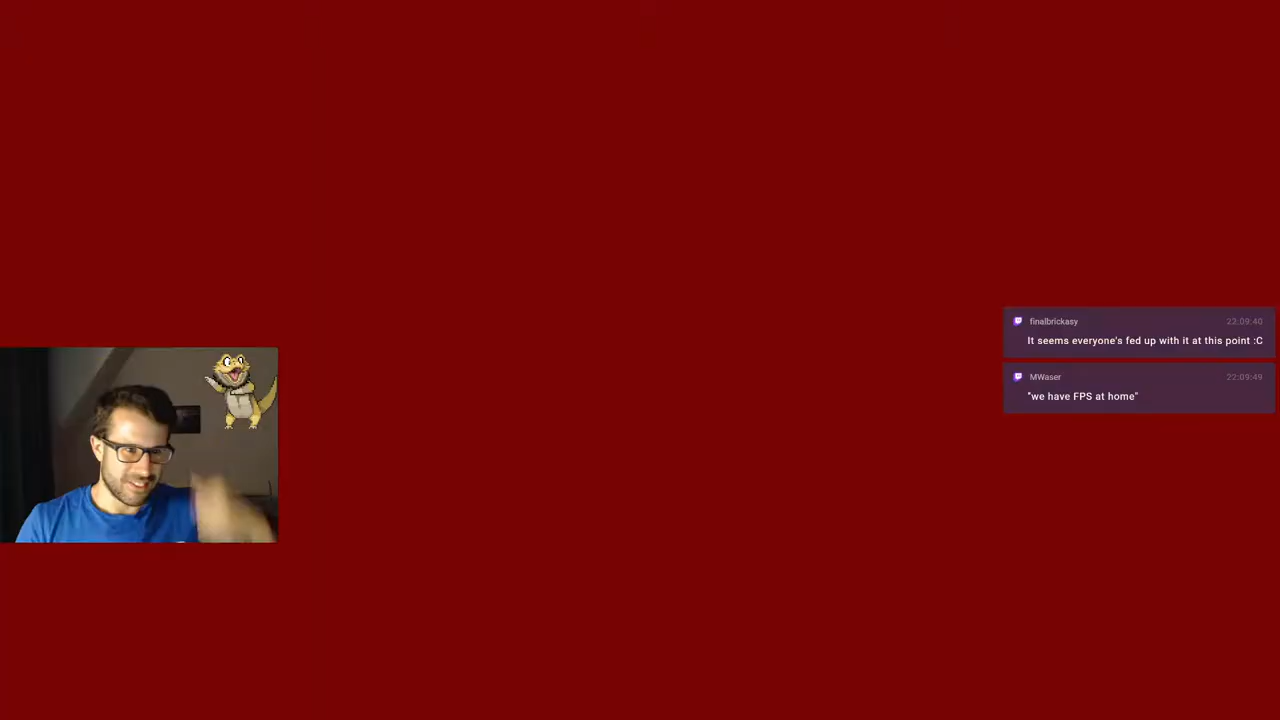 finalbrickasy 22:09:40
It seems everyone's fed up with it at this point :C
MWaser 22:09:49
"we have FPS at home"